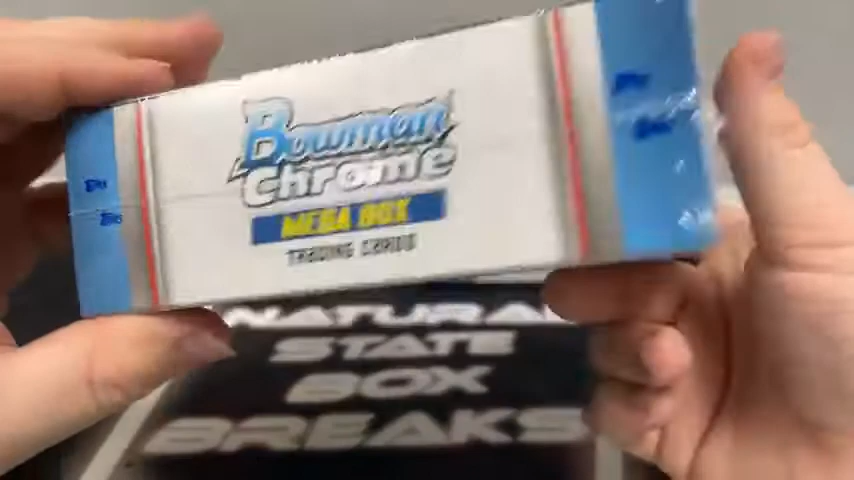 Bowman
Chrome
MEGA BOX
TRADING CARDS
NATURAL
STATE
BOX
BREAKS